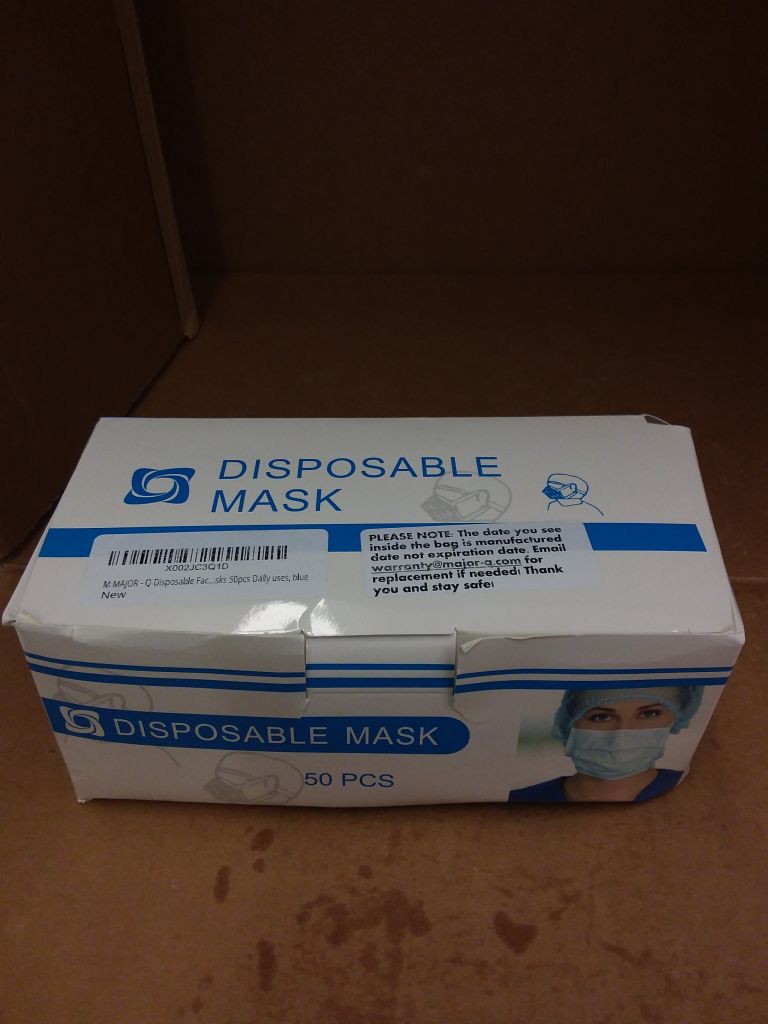 DISPOSABLE
MASK
X002JC3Q1D
M MAJOR - Q Disposable Fac...sks 50pcs Daily uses, blue
New
PLEASE NOTE: The date you see
inside the bag is manufactured
date not expiration date. Email
warranty@major-q.com for
replacement if needed! Thank
you and stay safe!
DISPOSABLE MASK
50 PCS